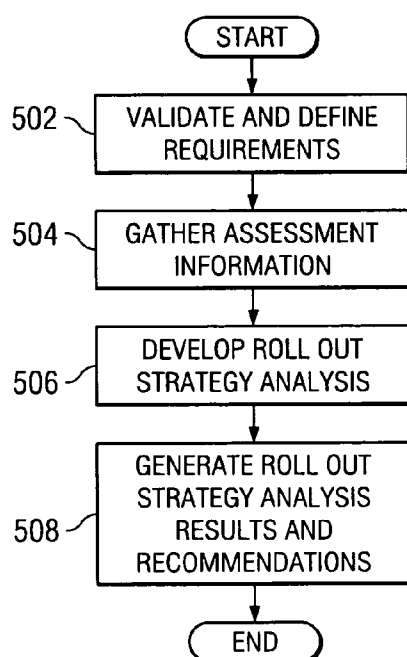 START
502
VALIDATE AND DEFINE
REQUIREMENTS
504
GATHER ASSESSMENT
INFORMATION
506
DEVELOP ROLL OUT
STRATEGY ANALYSIS
508
GENERATE ROLL OUT
STRATEGY ANALYSIS
RESULTS AND
RECOMMENDATIONS
END